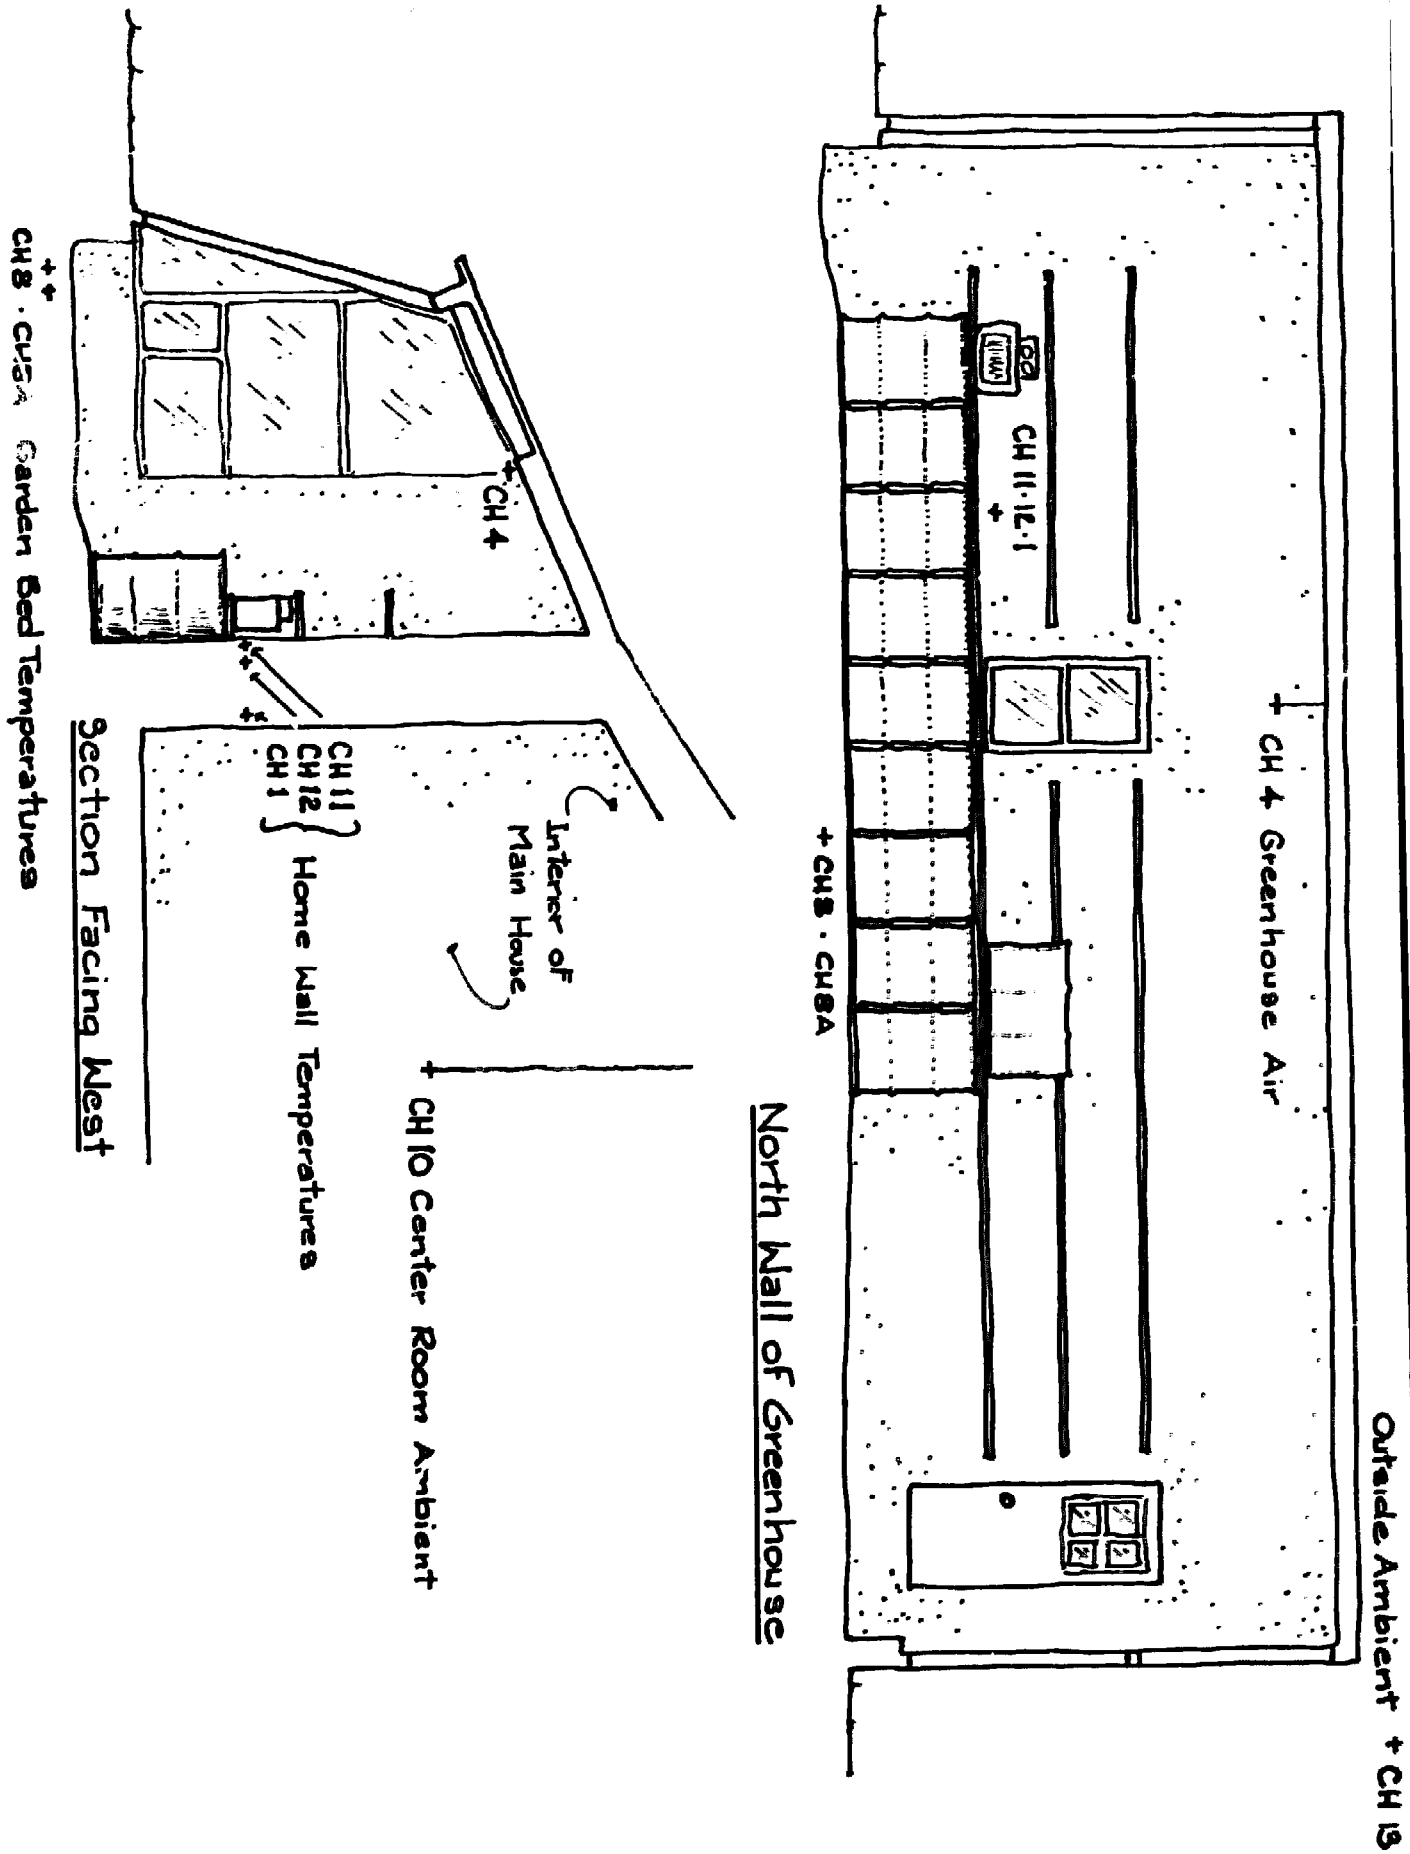 Outside Ambient + CH 13
CH 4 Greenhouse Air
CH 11·12·1
+ CH8 · CH8A
North Wall of Greenhouse
CH 4
Interior of
Main House
CH 10 Center Room Ambient
CH 11
CH 12
CH 1
Home Wall Temperatures
Section Facing West
CH8 · CH8A Garden Bed Temperatures